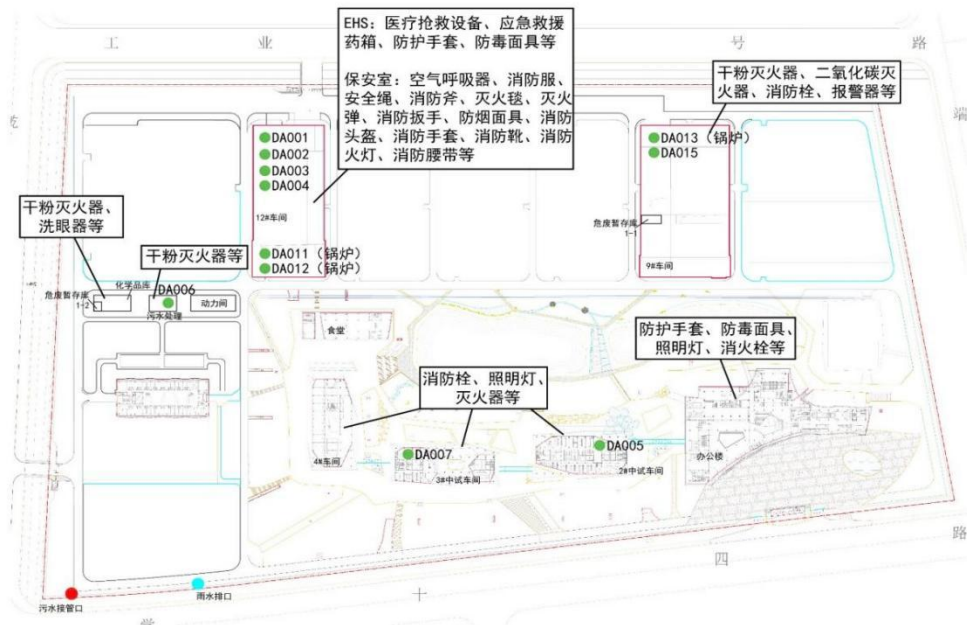 EHS：医疗抢救设备、应急救援
药箱、防护手套、防毒面具等
保安室：空气呼吸器、消防服、
安全绳、消防斧、灭火毯、灭火
弹、消防扳手、防烟面具、消防
头盔、消防手套、消防靴、消防
火灯、消防腰带等
工
业
号
路
龙
瑞
干粉灭火器、二氧化碳灭
火器、消防栓、报警器等
DA001
DA002
DA003
DA004
12#车间
DA011（锅炉）
DA012（锅炉）
DA013（锅炉）
DA015
危废暂存库
1-1
9#车间
干粉灭火器、
洗眼器等
干粉灭火器等
危废暂存库
1-2
化学品库
DA006
污水处理
动力间
食堂
防护手套、防毒面具、
照明灯、消火栓等
消防栓、照明灯、
灭火器等
4#车间
DA007
3#中试车间
DA005
2#中试车间
办公楼
路
四
十
污水接管口
雨水排口